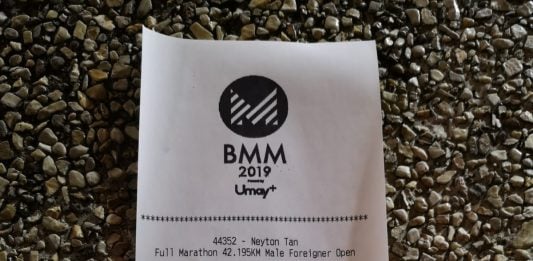 BMM
2019
Powered by
Umay+
****************************************
44352 - Neyton Tan
Full Marathon 42.195KM Male Foreigner Open